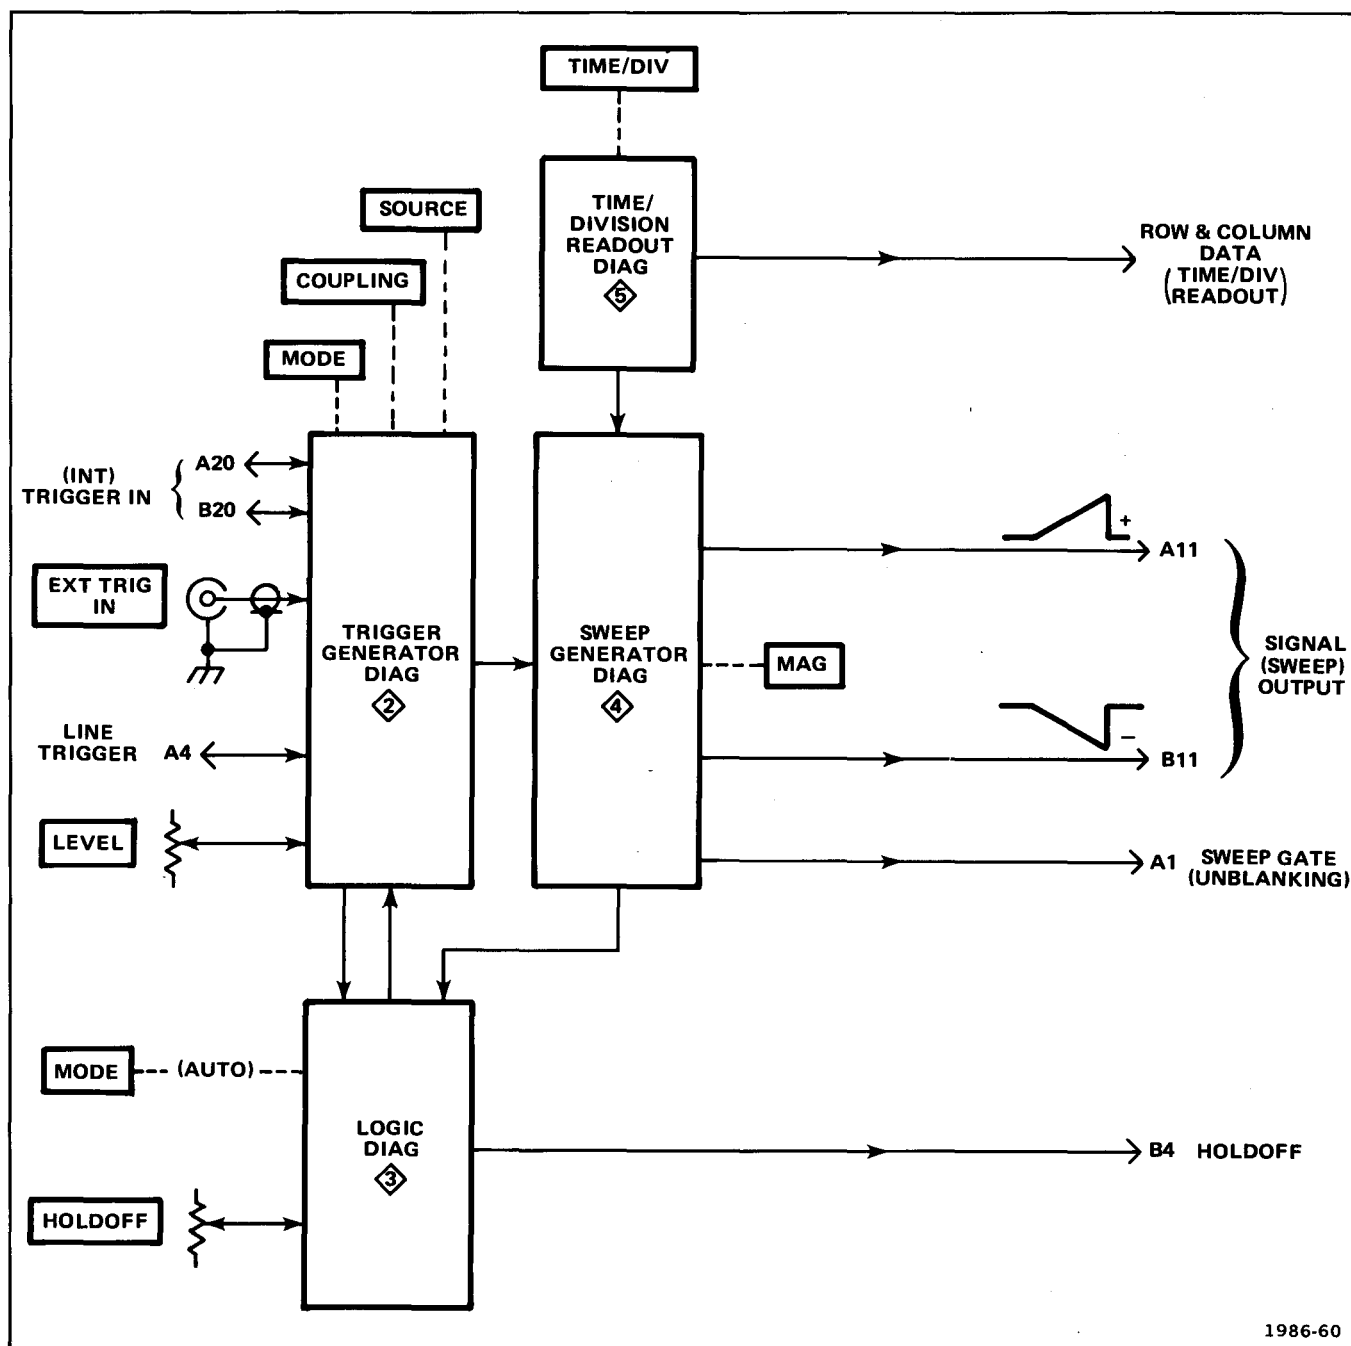 TIME/DIV
TIME/
DIVISION
READOUT
DIAG
5
ROW & COLUMN
DATA
(TIME/DIV
READOUT)
SOURCE
COUPLING
MODE
(INT)
TRIGGER IN
A20
B20
EXT TRIG
IN
LINE
TRIGGER
A4
LEVEL
TRIGGER
GENERATOR
DIAG
2
SWEEP
GENERATOR
DIAG
4
MAG
+
A11
−
B11
SIGNAL
(SWEEP)
OUTPUT
A1
SWEEP GATE
(UNBLANKING)
MODE
(AUTO)
HOLDOFF
LOGIC
DIAG
3
B4 HOLDOFF
1986-60